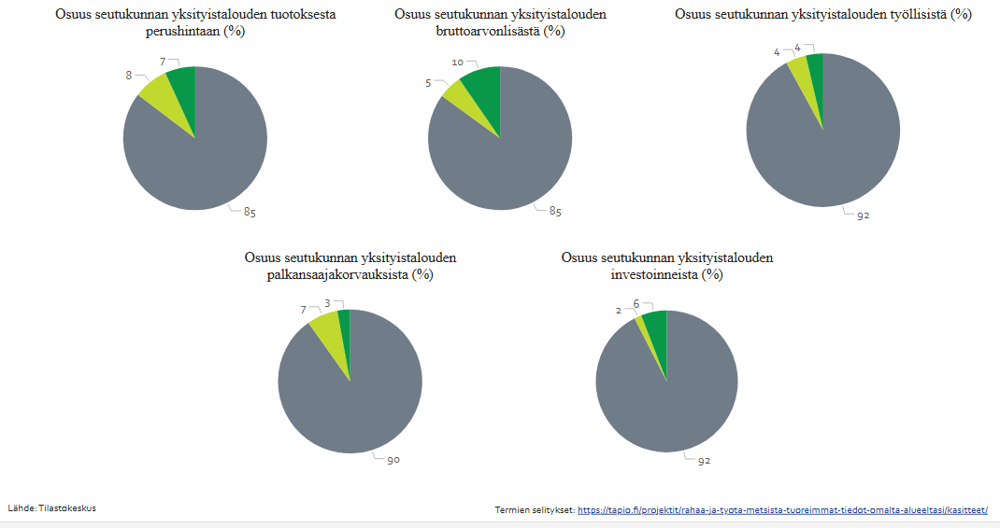 Osuus seutukunnan yksityistalouden tuotoksesta
perushintaan (%)
7
8
85
Osuus seutukunnan yksityistalouden
bruttoarvonlisästä (%)
10
5
85
Osuus seutukunnan yksityistalouden työllisistä (%)
4
4
92
Osuus seutukunnan yksityistalouden
palkansaajakorvauksista (%)
3
7
90
Osuus seutukunnan yksityistalouden
investoinneista (%)
6
2
92
Lähde: Tilastokeskus
Termien selitykset: https://tapio.fi/projektit/rahaa-ja-tyota-metsista-tuoreimmat-tiedot-omalta-alueeltasi/kasitteet/